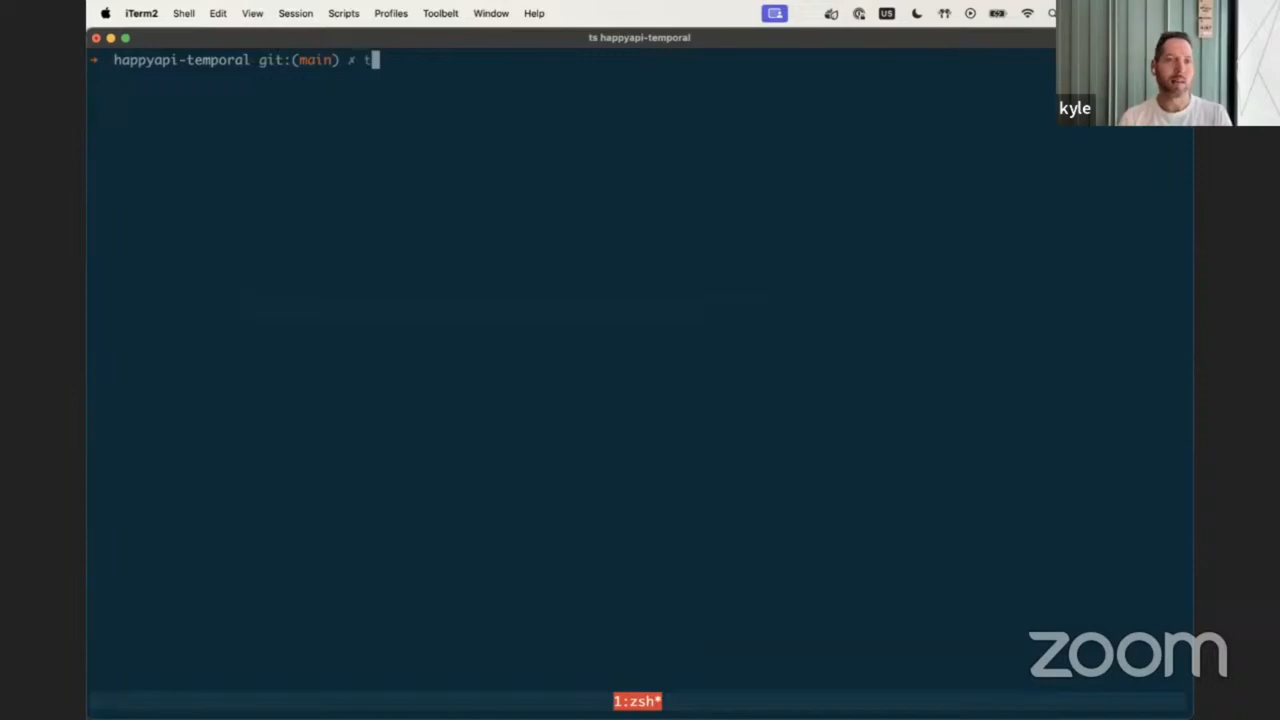 iTerm2 Shell Edit View Session Scripts Profiles Toolbelt Window Help US
ts happyapi-temporal
→ happyapi-temporal git:(main) ✗ t
kyle
zoom
1:zsh*